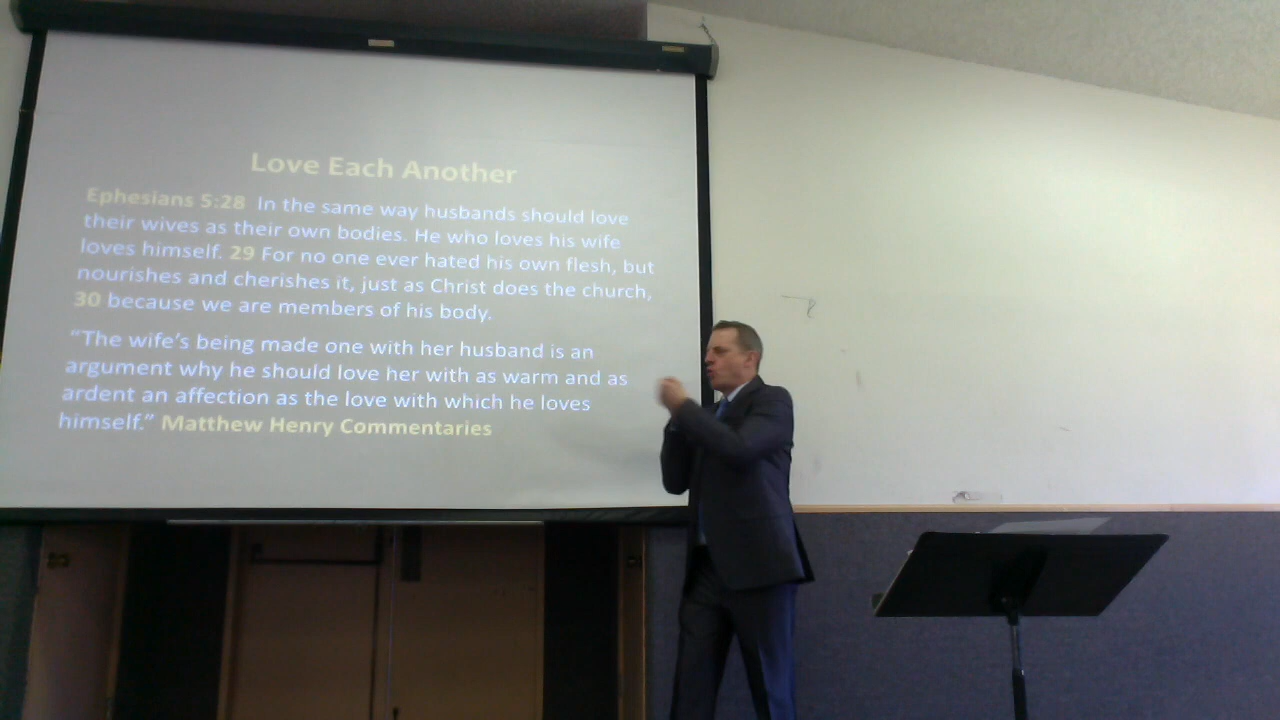 Love Each Another
Ephesians 5:28 In the same way husbands should love
their wives as their own bodies. He who loves his wife
loves himself. 29 For no one ever hated his own flesh, but
nourishes and cherishes it, just as Christ does the church,
30 because we are members of his body.
“The wife’s being made one with her husband is an
argument why he should love her with as warm and as
ardent an affection as the love with which he loves
himself.” Matthew Henry Commentaries